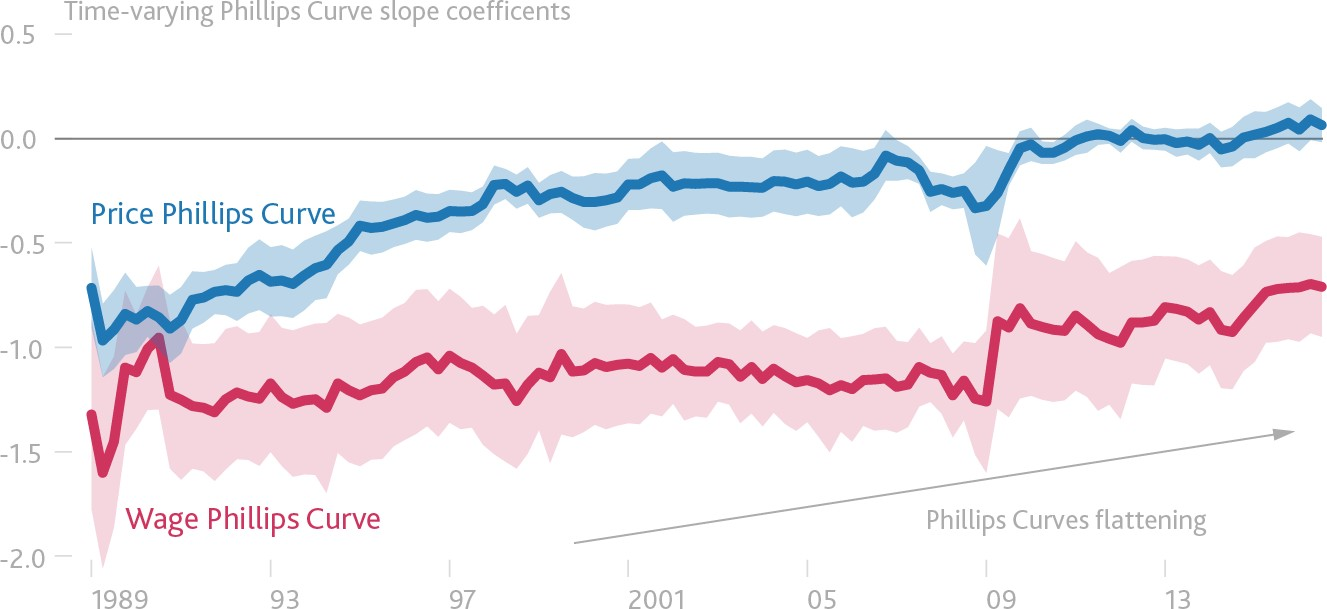 Time-varying Phillips Curve slope coefficents
0.5
0.0
Price Phillips Curve
-0.5
-1.0
-1.5
Wage Phillips Curve
Phillips Curves flattening
-2.0
1989 93 97 2001 05 09 13